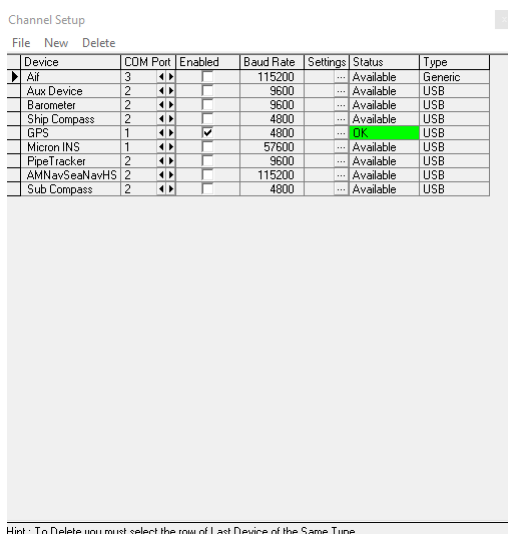 Channel Setup
File New Delete
Device COM Port Enabled Baud Rate Settings Status Type
Aif 3 115200 ... Available Generic
Aux Device 2 9600 ... Available USB
Barometer 2 9600 ... Available USB
Ship Compass 2 4800 ... Available USB
GPS 1 4800 ... OK USB
Micron INS 1 57600 ... Available USB
PipeTracker 2 9600 ... Available USB
AMNavSeaNavHS 2 115200 ... Available USB
Sub Compass 2 4800 ... Available USB
Hint : To Delete you must select the row of Last Device of the Same Type